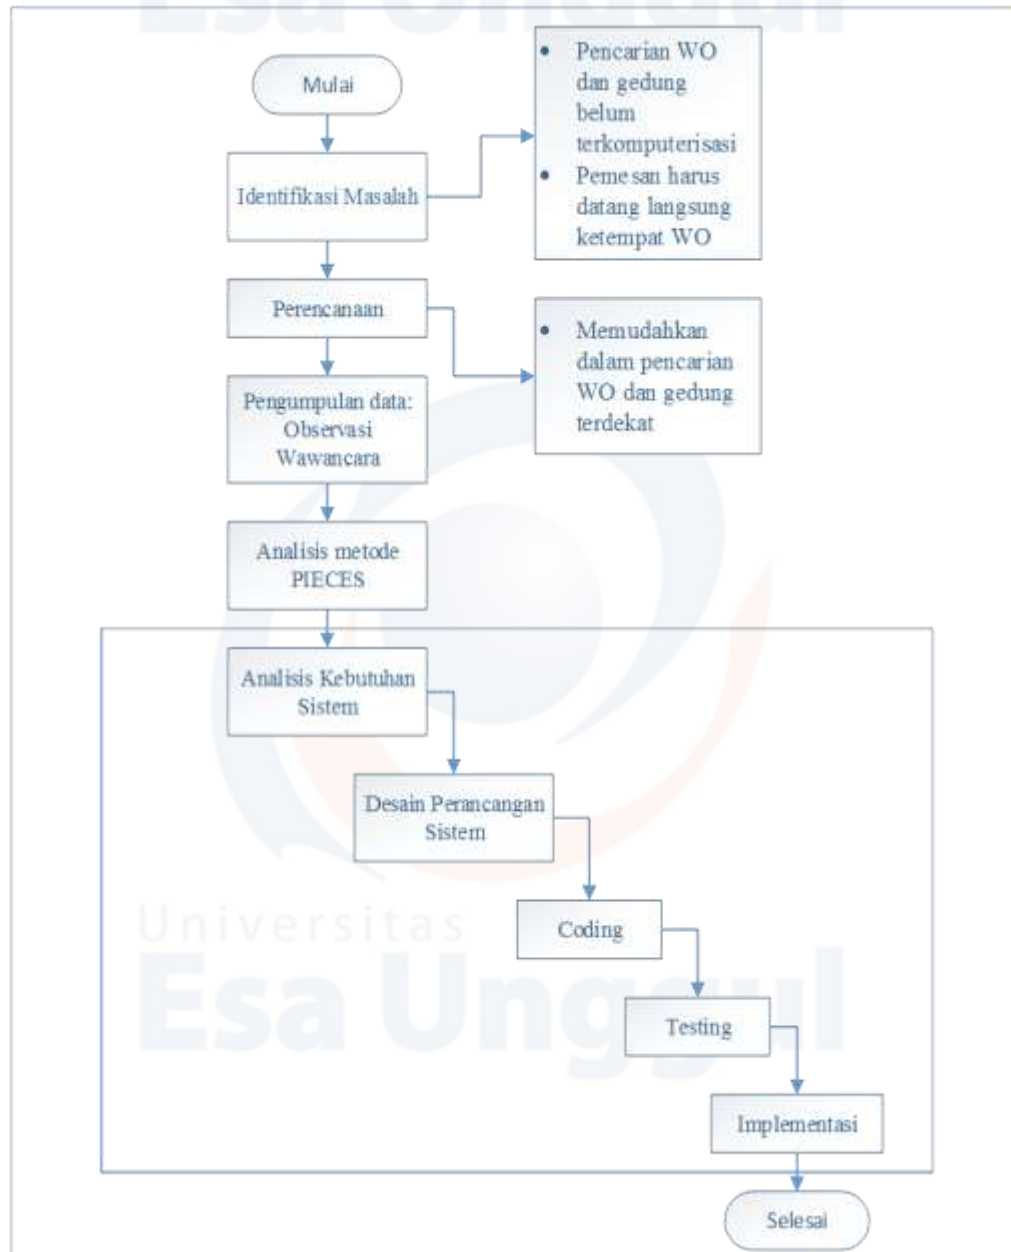 Esa Unggul
Mulai
• Pencarian WO
dan gedung
belum
terkomputerisasi
• Pemesan harus
datang langsung
ketempat WO
Identifikasi Masalah
Perencanaan
• Memudahkan
dalam pencarian
WO dan gedung
terdekat
Pengumpulan data:
Observasi
Wawancara
Analisis metode
PIECES
Analisis Kebutuhan
Sistem
Desain Perancangan
Sistem
Coding
Universitas
Esa Unggul
Testing
Implementasi
Selesai